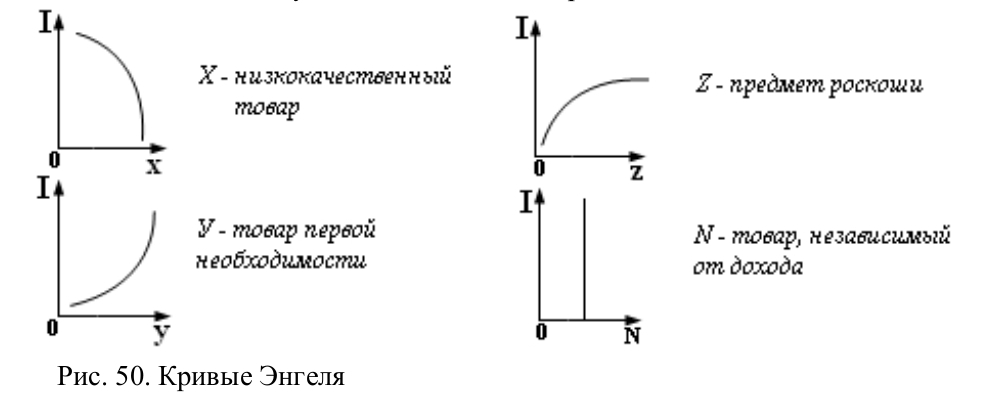 I
X - низкокачественный
товар
0
x
I
Z - предмет роскоши
0
z
I
У - товар первой
необходимости
0
y
I
N - товар, независимый
от дохода
0
N
Рис. 50. Кривые Энгеля